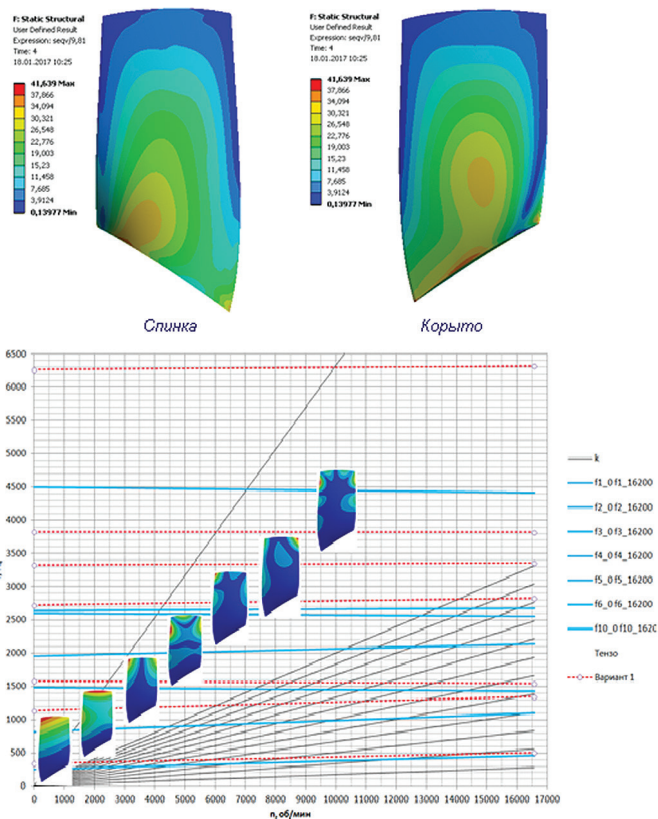 F: Static Structural
User Defined Result
Expression: seqv/9,81
Time: 4
18.01.2017 10:25
41,639 Max
37,866
34,094
30,321
26,548
22,776
19,003
15,23
11,458
7,685
3,9124
0,13977 Min
F: Static Structural
User Defined Result
Expression: seqv/9,81
Time: 4
18.01.2017 10:25
41,639 Max
37,866
34,094
30,321
26,548
22,776
19,003
15,23
11,458
7,685
3,9124
0,13977 Min
Спинка
Корыто
6500
6000
5500
5000
4500
4000
3500
3000
2500
2000
1500
1000
500
0
0 1000 2000 3000 4000 5000 6000 7000 8000 9000 10000 11000 12000 13000 14000 15000 16000 17000
n, об/мин
k
f1_0f1_16200
f2_0f2_16200
f3_0f3_16200
f4_0f4_16200
f5_0f5_16200
f6_0f6_16200
f10_0f10_1620
Тензо
Вариант 1